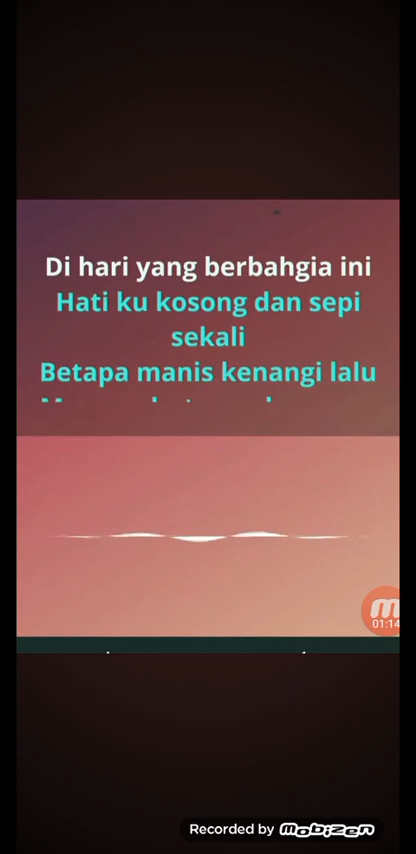 Di hari yang berbahgia ini
Hati ku kosong dan sepi
sekali
Betapa manis kenangi lalu
01:14
Recorded by mobizen